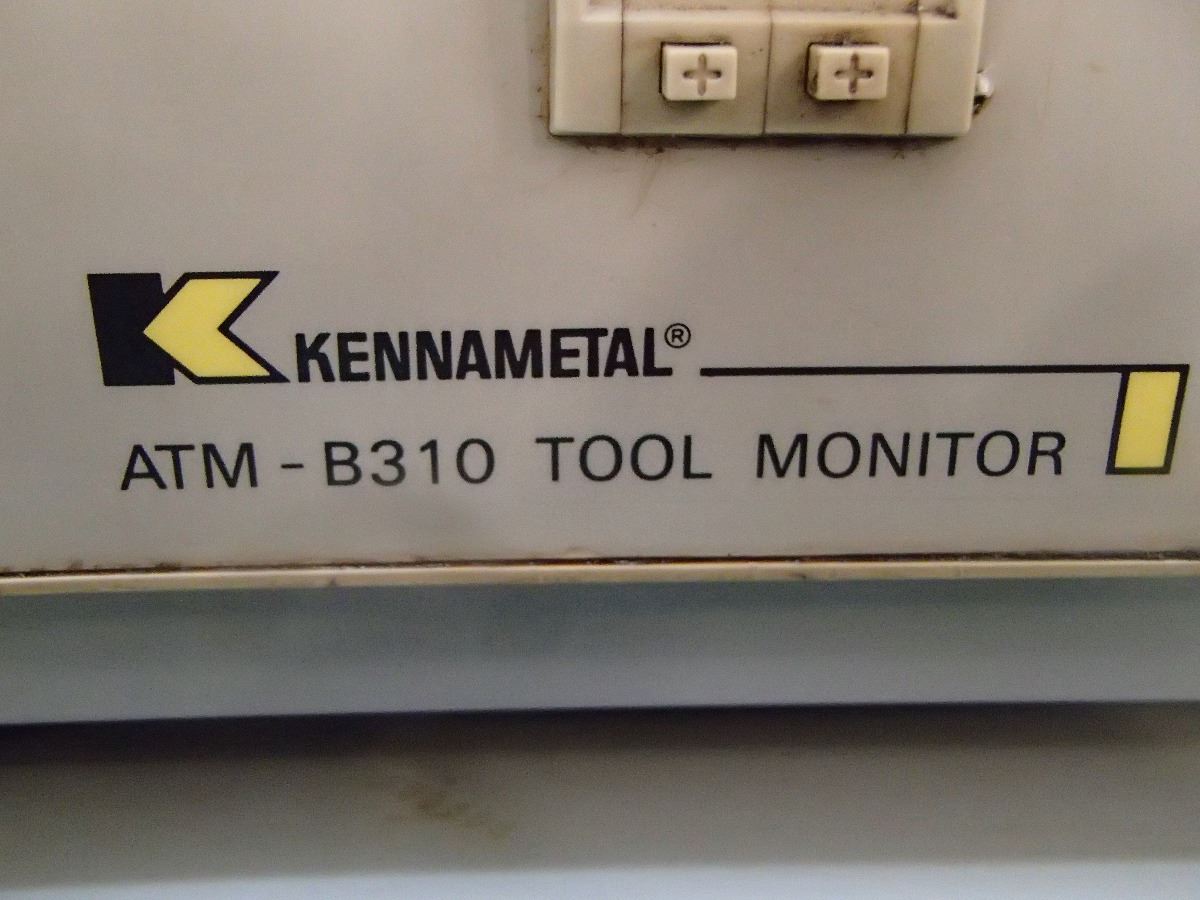 KENNAMETAL®
ATM - B310 TOOL MONITOR